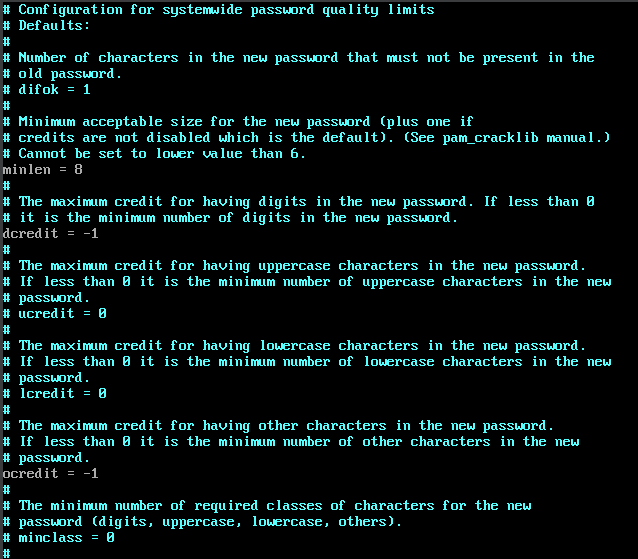 # Configuration for systemwide password quality limits
# Defaults:
#
# Number of characters in the new password that must not be present in the
# old password.
# difok = 1
#
# Minimum acceptable size for the new password (plus one if
# credits are not disabled which is the default). (See pam_cracklib manual.)
# Cannot be set to lower value than 6.
minlen = 8
#
# The maximum credit for having digits in the new password. If less than 0
# it is the minimum number of digits in the new password.
dcredit = -1
#
# The maximum credit for having uppercase characters in the new password.
# If less than 0 it is the minimum number of uppercase characters in the new
# password.
# ucredit = 0
#
# The maximum credit for having lowercase characters in the new password.
# If less than 0 it is the minimum number of lowercase characters in the new
# password.
# lcredit = 0
#
# The maximum credit for having other characters in the new password.
# If less than 0 it is the minimum number of other characters in the new
# password.
ocredit = -1
#
# The minimum number of required classes of characters for the new
# password (digits, uppercase, lowercase, others).
# minclass = 0
#